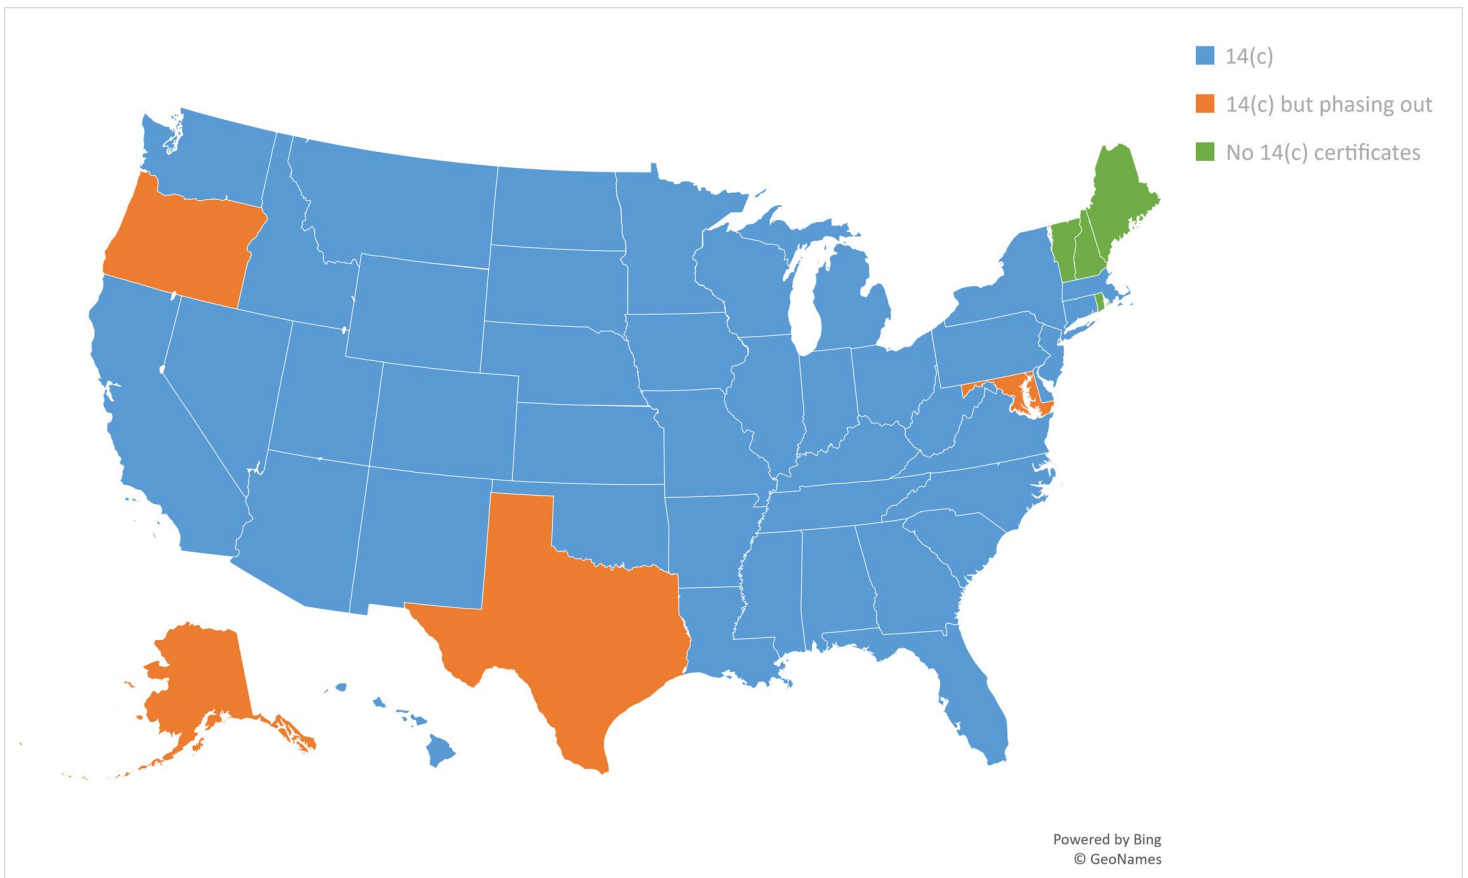 14(c)
14(c) but phasing out
No 14(c) certificates
Powered by Bing
© GeoNames